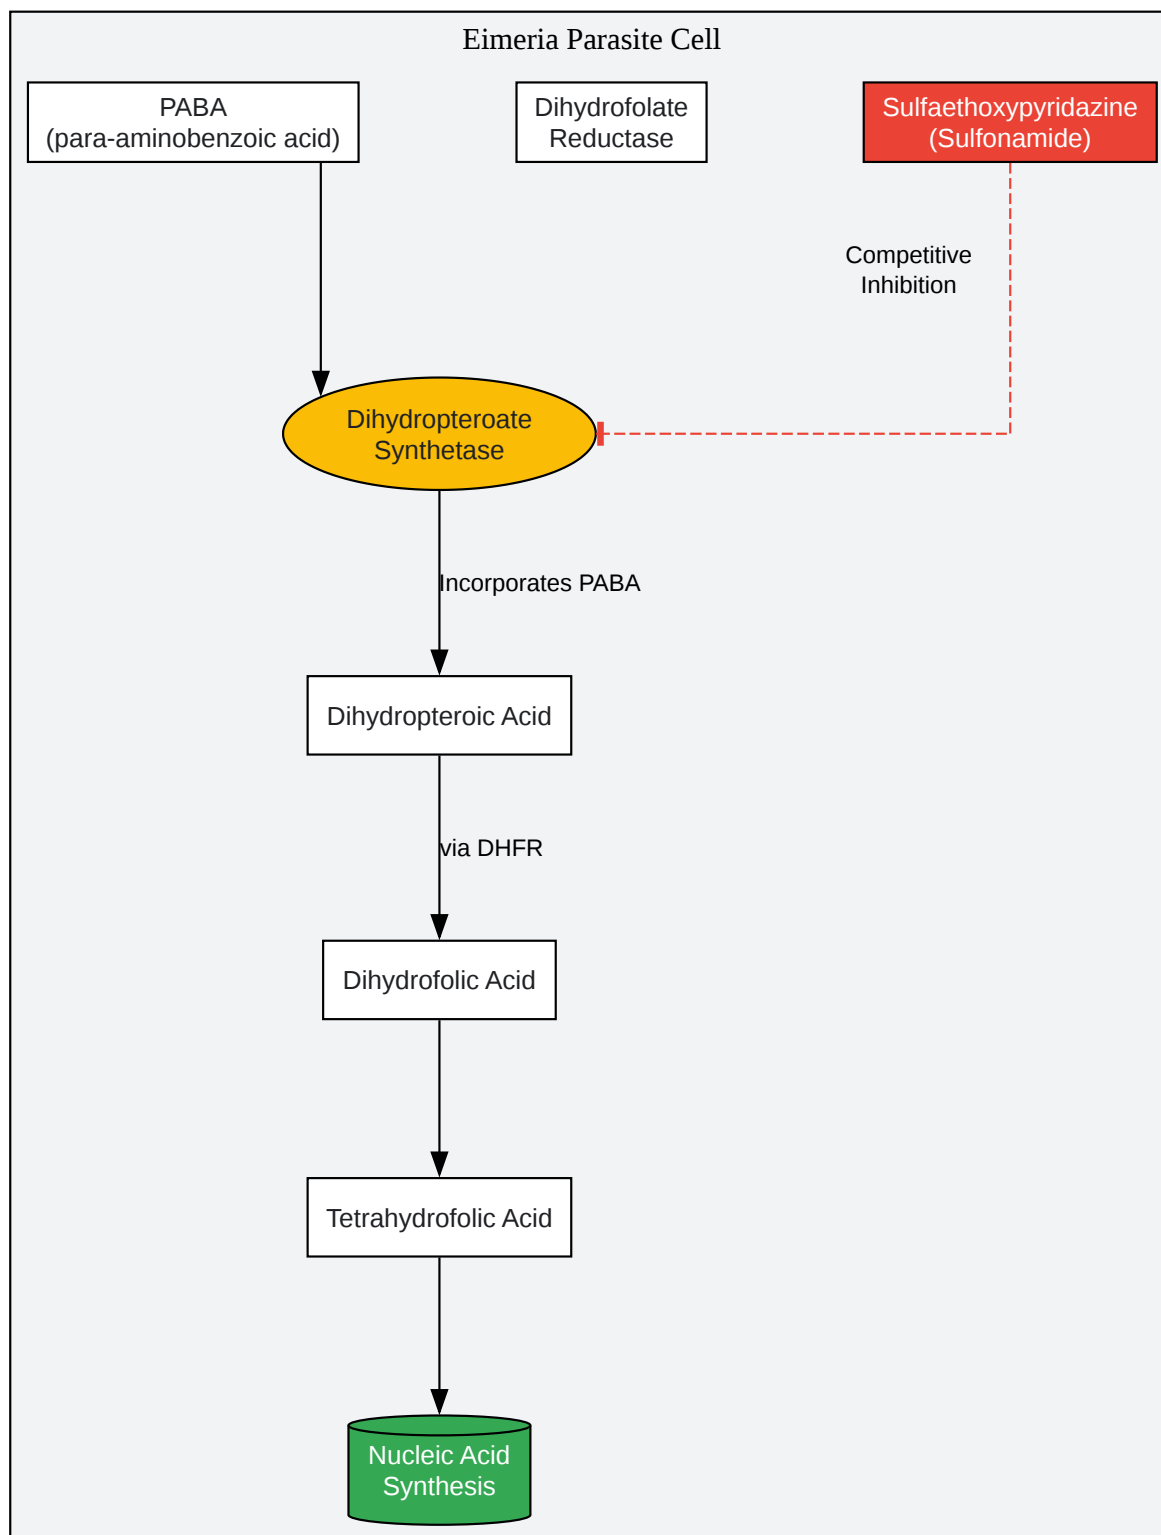 Eimeria Parasite Cell
PABA
(para-aminobenzoic acid)
Dihydrofolate
Reductase
Sulfaethoxypyridazine
(Sulfonamide)
Competitive
Inhibition
Dihydropteroate
Synthetase
Incorporates PABA
Dihydropteroic Acid
via DHFR
Dihydrofolic Acid
Tetrahydrofolic Acid
Nucleic Acid
Synthesis